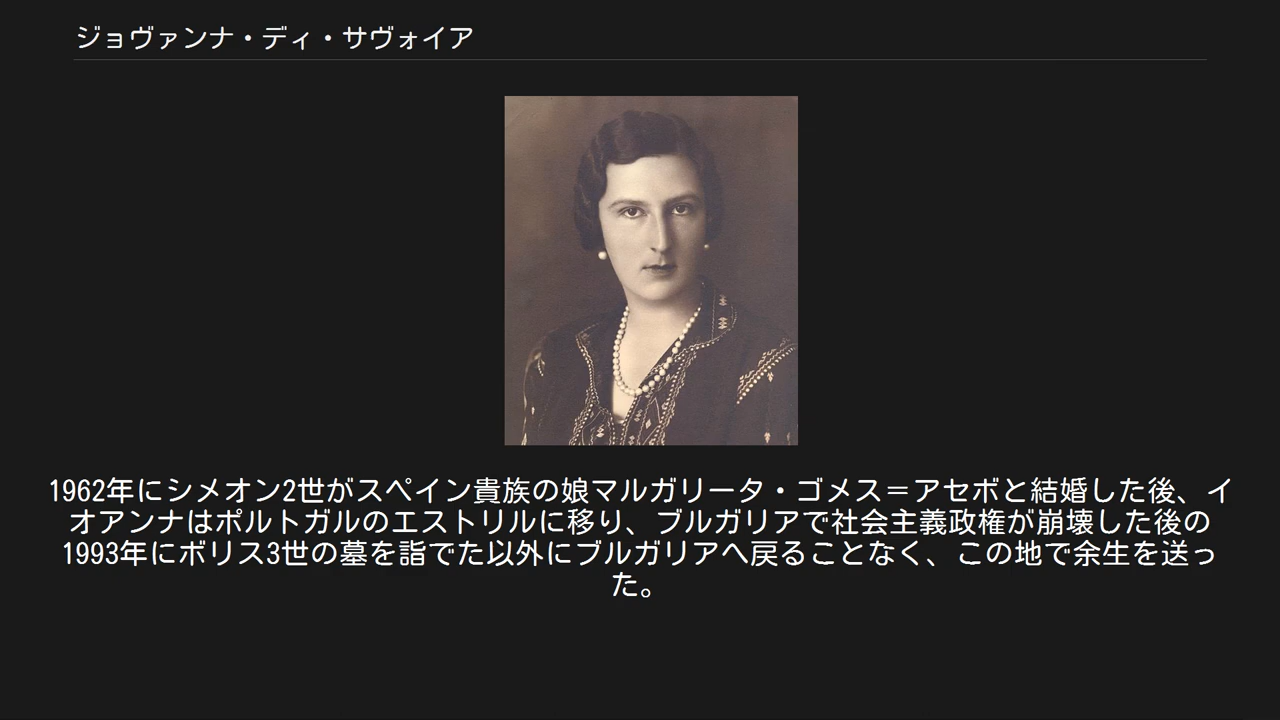 ジョヴァンナ・ディ・サヴォイア
1962年にシメオン2世がスペイン貴族の娘マルガリータ・ゴメス＝アセボと結婚した後、イ
オアンナはポルトガルのエストリルに移り、ブルガリアで社会主義政権が崩壊した後の
1993年にボリス3世の墓を詣でた以外にブルガリアへ戻ることなく、この地で余生を送っ
た。